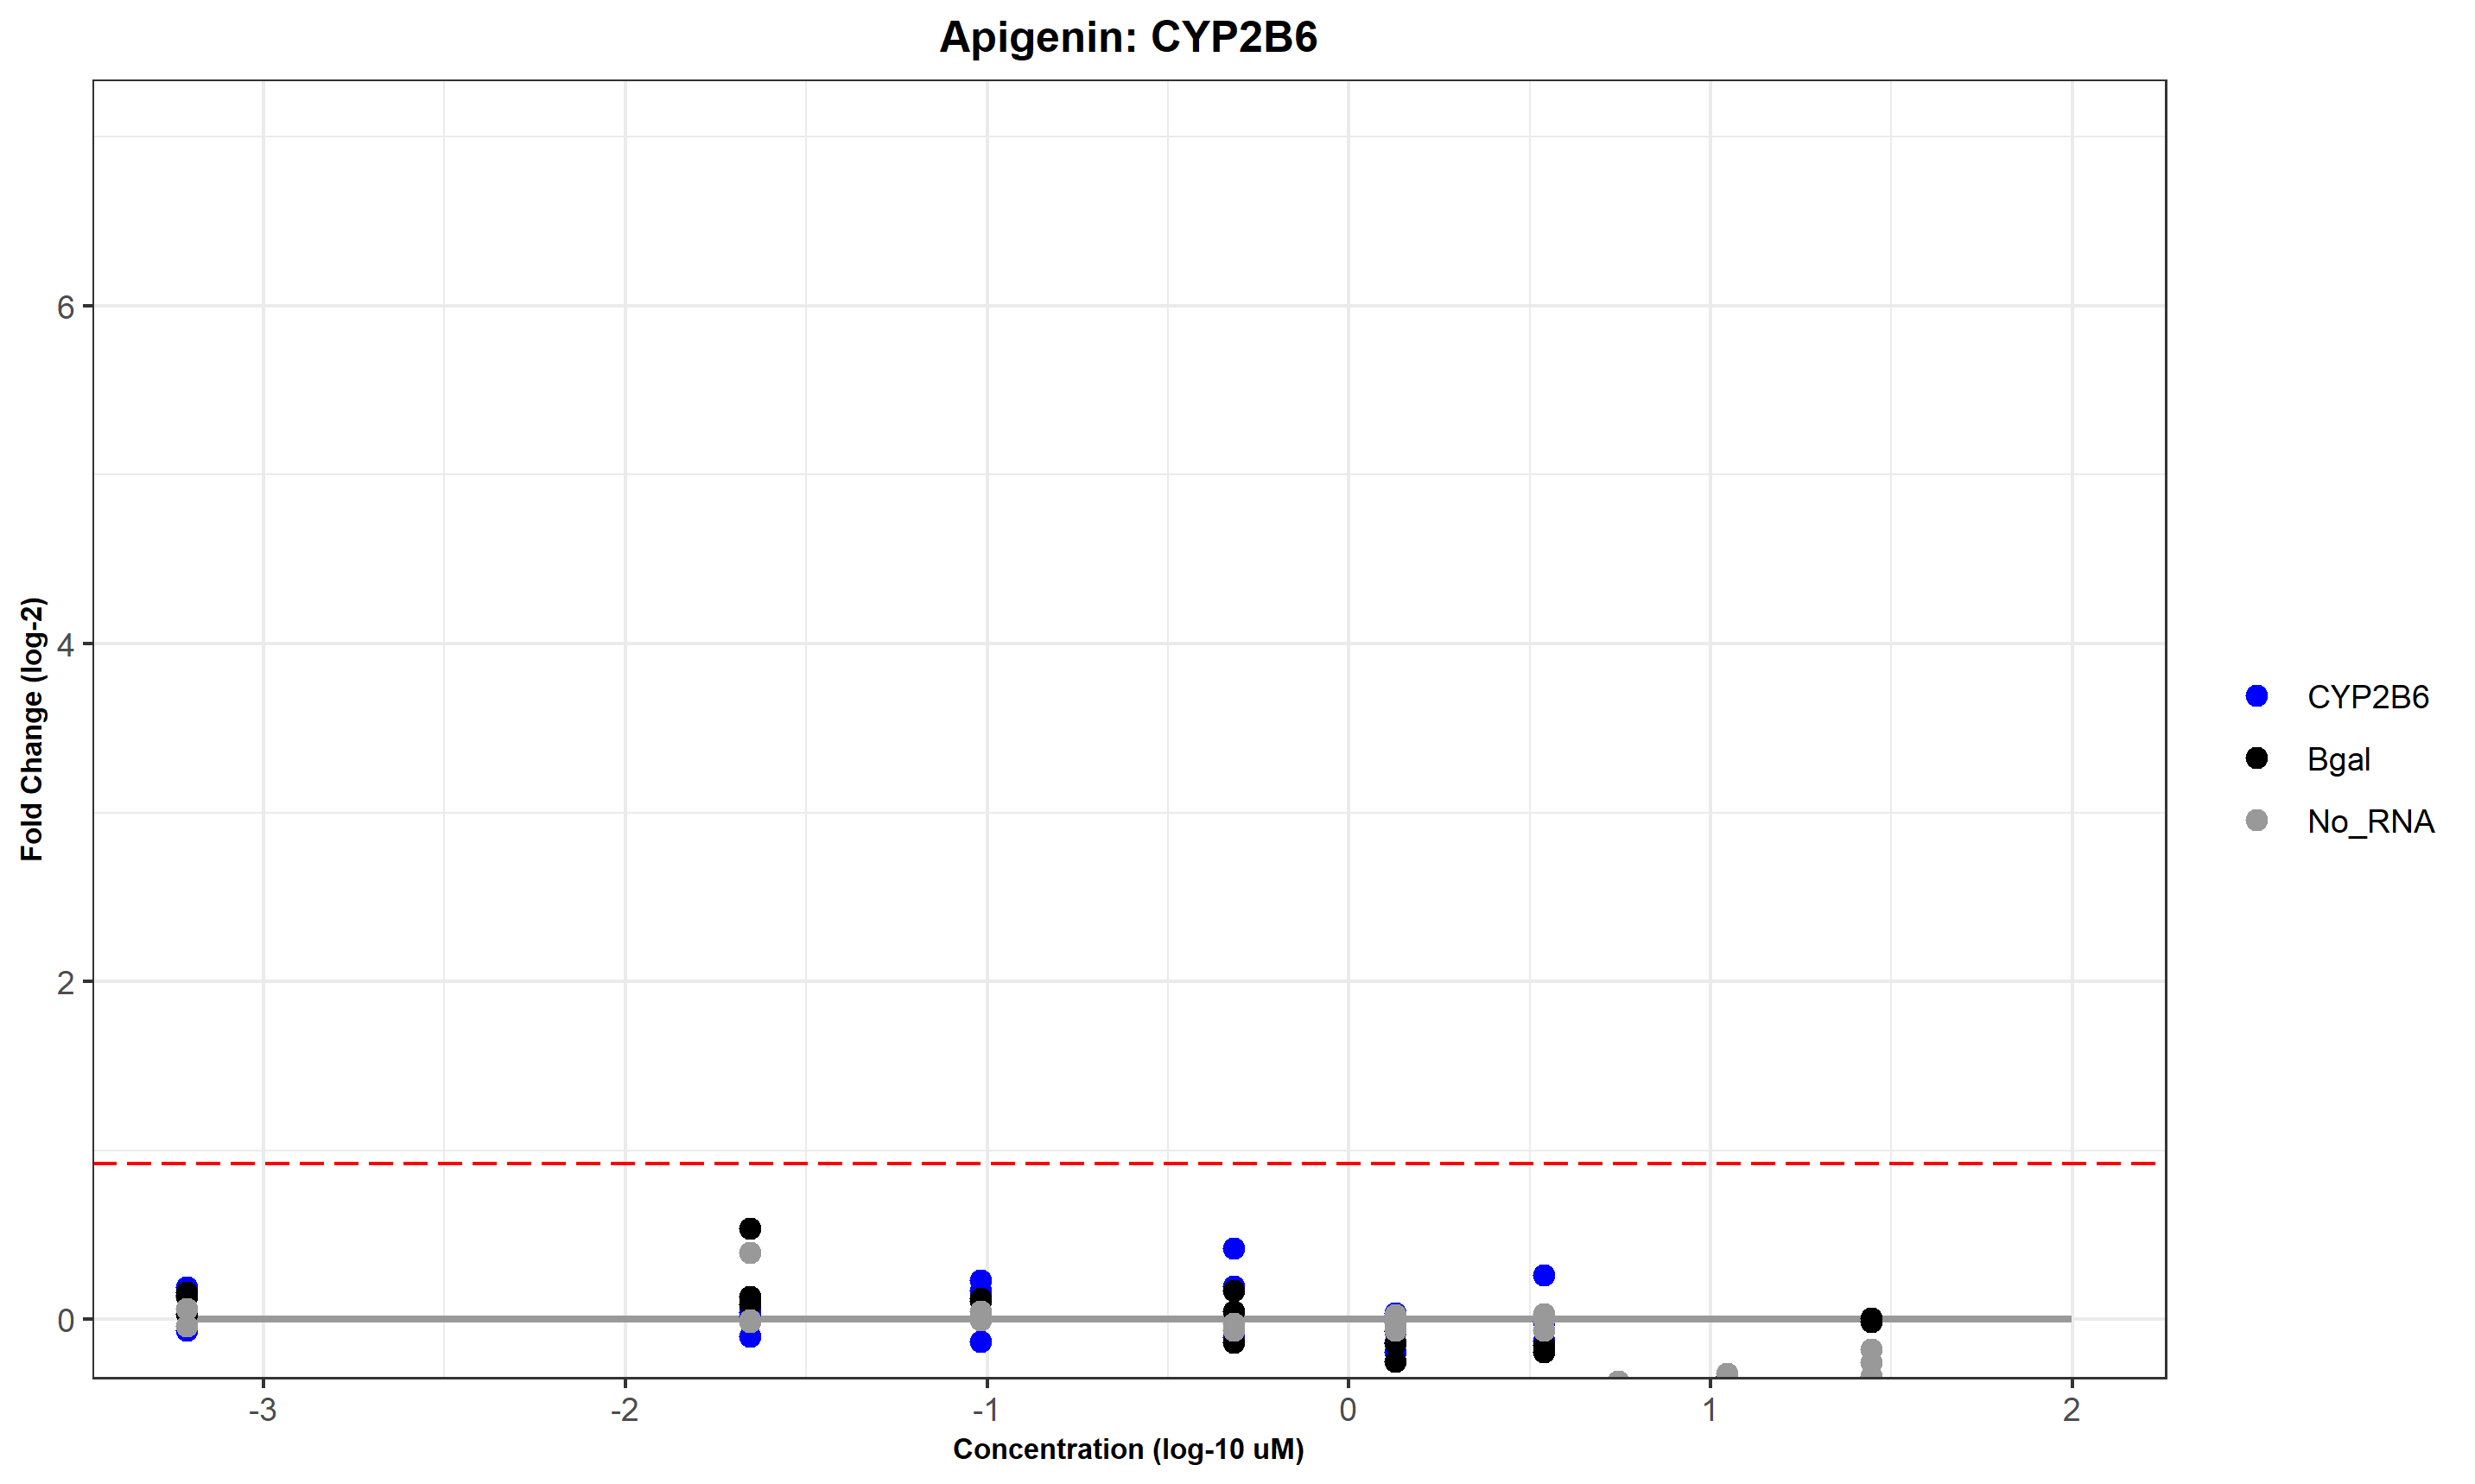 Apigenin: CYP2B6
Fold Change (log-2)
6
4
2
0
-3
-2
-1
0
1
2
Concentration (log-10 uM)
CYP2B6
Bgal
No_RNA